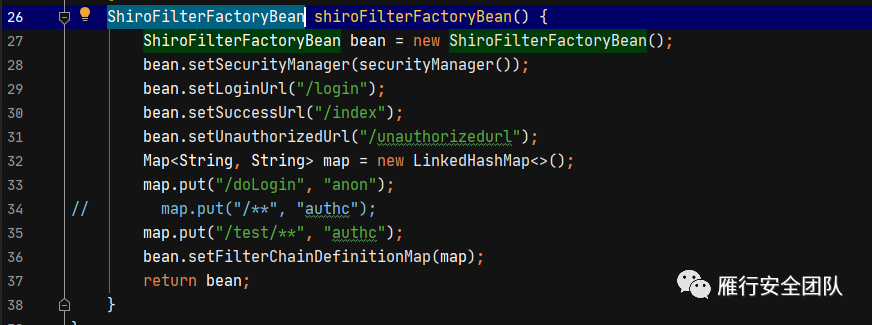 26 ShiroFilterFactoryBean shiroFilterFactoryBean() {
27 ShiroFilterFactoryBean bean = new ShiroFilterFactoryBean();
28 bean.setSecurityManager(securityManager());
29 bean.setLoginUrl("/login");
30 bean.setSuccessUrl("/index");
31 bean.setUnauthorizedUrl("/unauthorizedurl");
32 Map<String, String> map = new LinkedHashMap<>();
33 map.put("/doLogin", "anon");
34 // map.put("/**", "authc");
35 map.put("/test/**", "authc");
36 bean.setFilterChainDefinitionMap(map);
37 return bean;
38 }
雁行安全团队